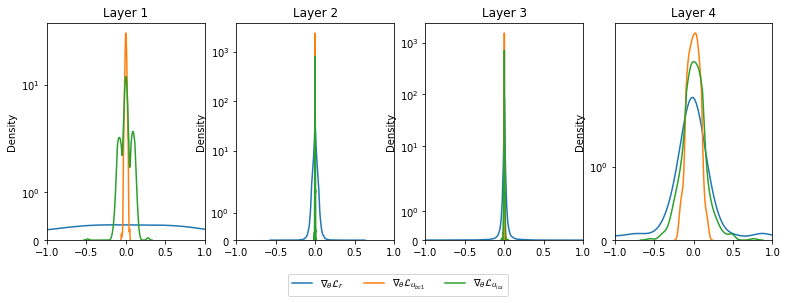 Layer 1 Layer 2 Layer 3 Layer 4
Density Density Density Density
10¹ 10⁰ 0
10³ 10² 10¹ 10⁰ 0
10³ 10² 10¹ 10⁰ 0
10⁰ 0
−1.0 −0.5 0.0 0.5 1.0 −1.0 −0.5 0.0 0.5 1.0 −1.0 −0.5 0.0 0.5 1.0 −1.0 −0.5 0.0 0.5 1.0
∇θℒr ∇θℒu_bc1 ∇θℒu_ics